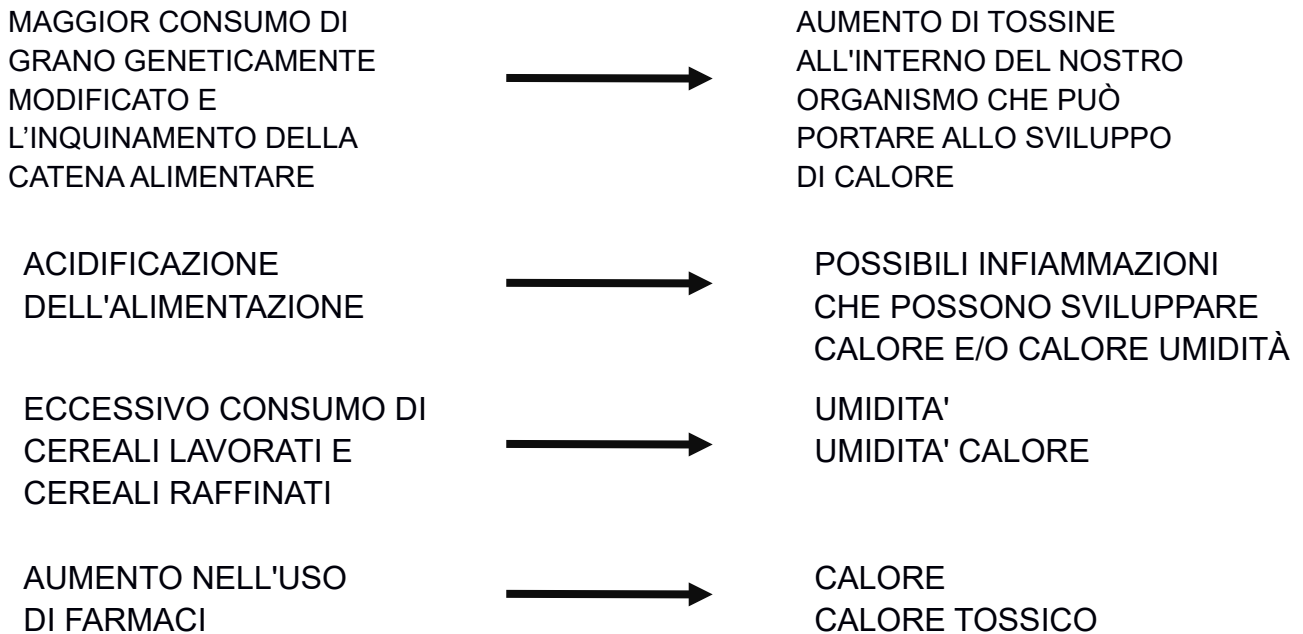 MAGGIOR CONSUMO DI
GRANO GENETICAMENTE
MODIFICATO E
L’INQUINAMENTO DELLA
CATENA ALIMENTARE
AUMENTO DI TOSSINE
ALL'INTERNO DEL NOSTRO
ORGANISMO CHE PUÒ
PORTARE ALLO SVILUPPO
DI CALORE
ACIDIFICAZIONE
DELL'ALIMENTAZIONE
POSSIBILI INFIAMMAZIONI
CHE POSSONO SVILUPPARE
CALORE E/O CALORE UMIDITÀ
ECCESSIVO CONSUMO DI
CEREALI LAVORATI E
CEREALI RAFFINATI
UMIDITA'
UMIDITA' CALORE
AUMENTO NELL'USO
DI FARMACI
CALORE
CALORE TOSSICO